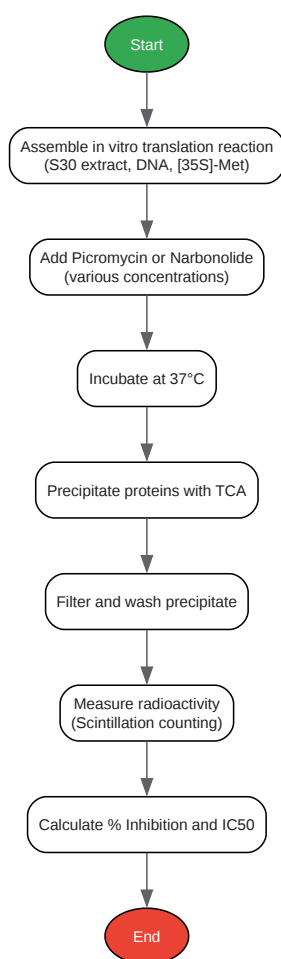 Start
Assemble in vitro translation reaction
(S30 extract, DNA, [35S]-Met)
Add Picromycin or Narbonolide
(various concentrations)
Incubate at 37°C
Precipitate proteins with TCA
Filter and wash precipitate
Measure radioactivity
(Scintillation counting)
Calculate % Inhibition and IC50
End